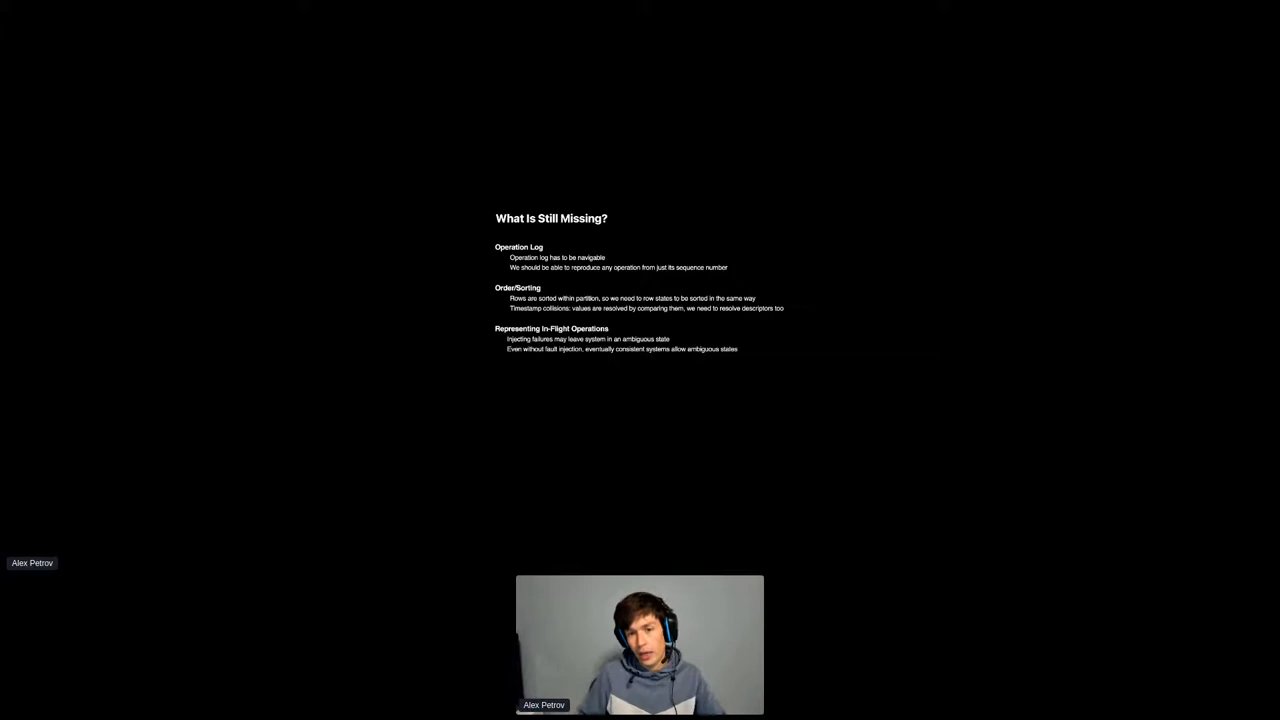 What Is Still Missing?
Operation Log
Operation log has to be navigable
We should be able to reproduce any operation from just its sequence number
Order/Sorting
Rows are sorted within partition, so we need to row states to be sorted in the same way
Timestamp collisions: values are resolved by comparing them, we need to resolve descriptors too
Representing In-Flight Operations
Injecting failures may leave system in an ambiguous state
Even without fault injection, eventually consistent systems allow ambiguous states
Alex Petrov
Alex Petrov